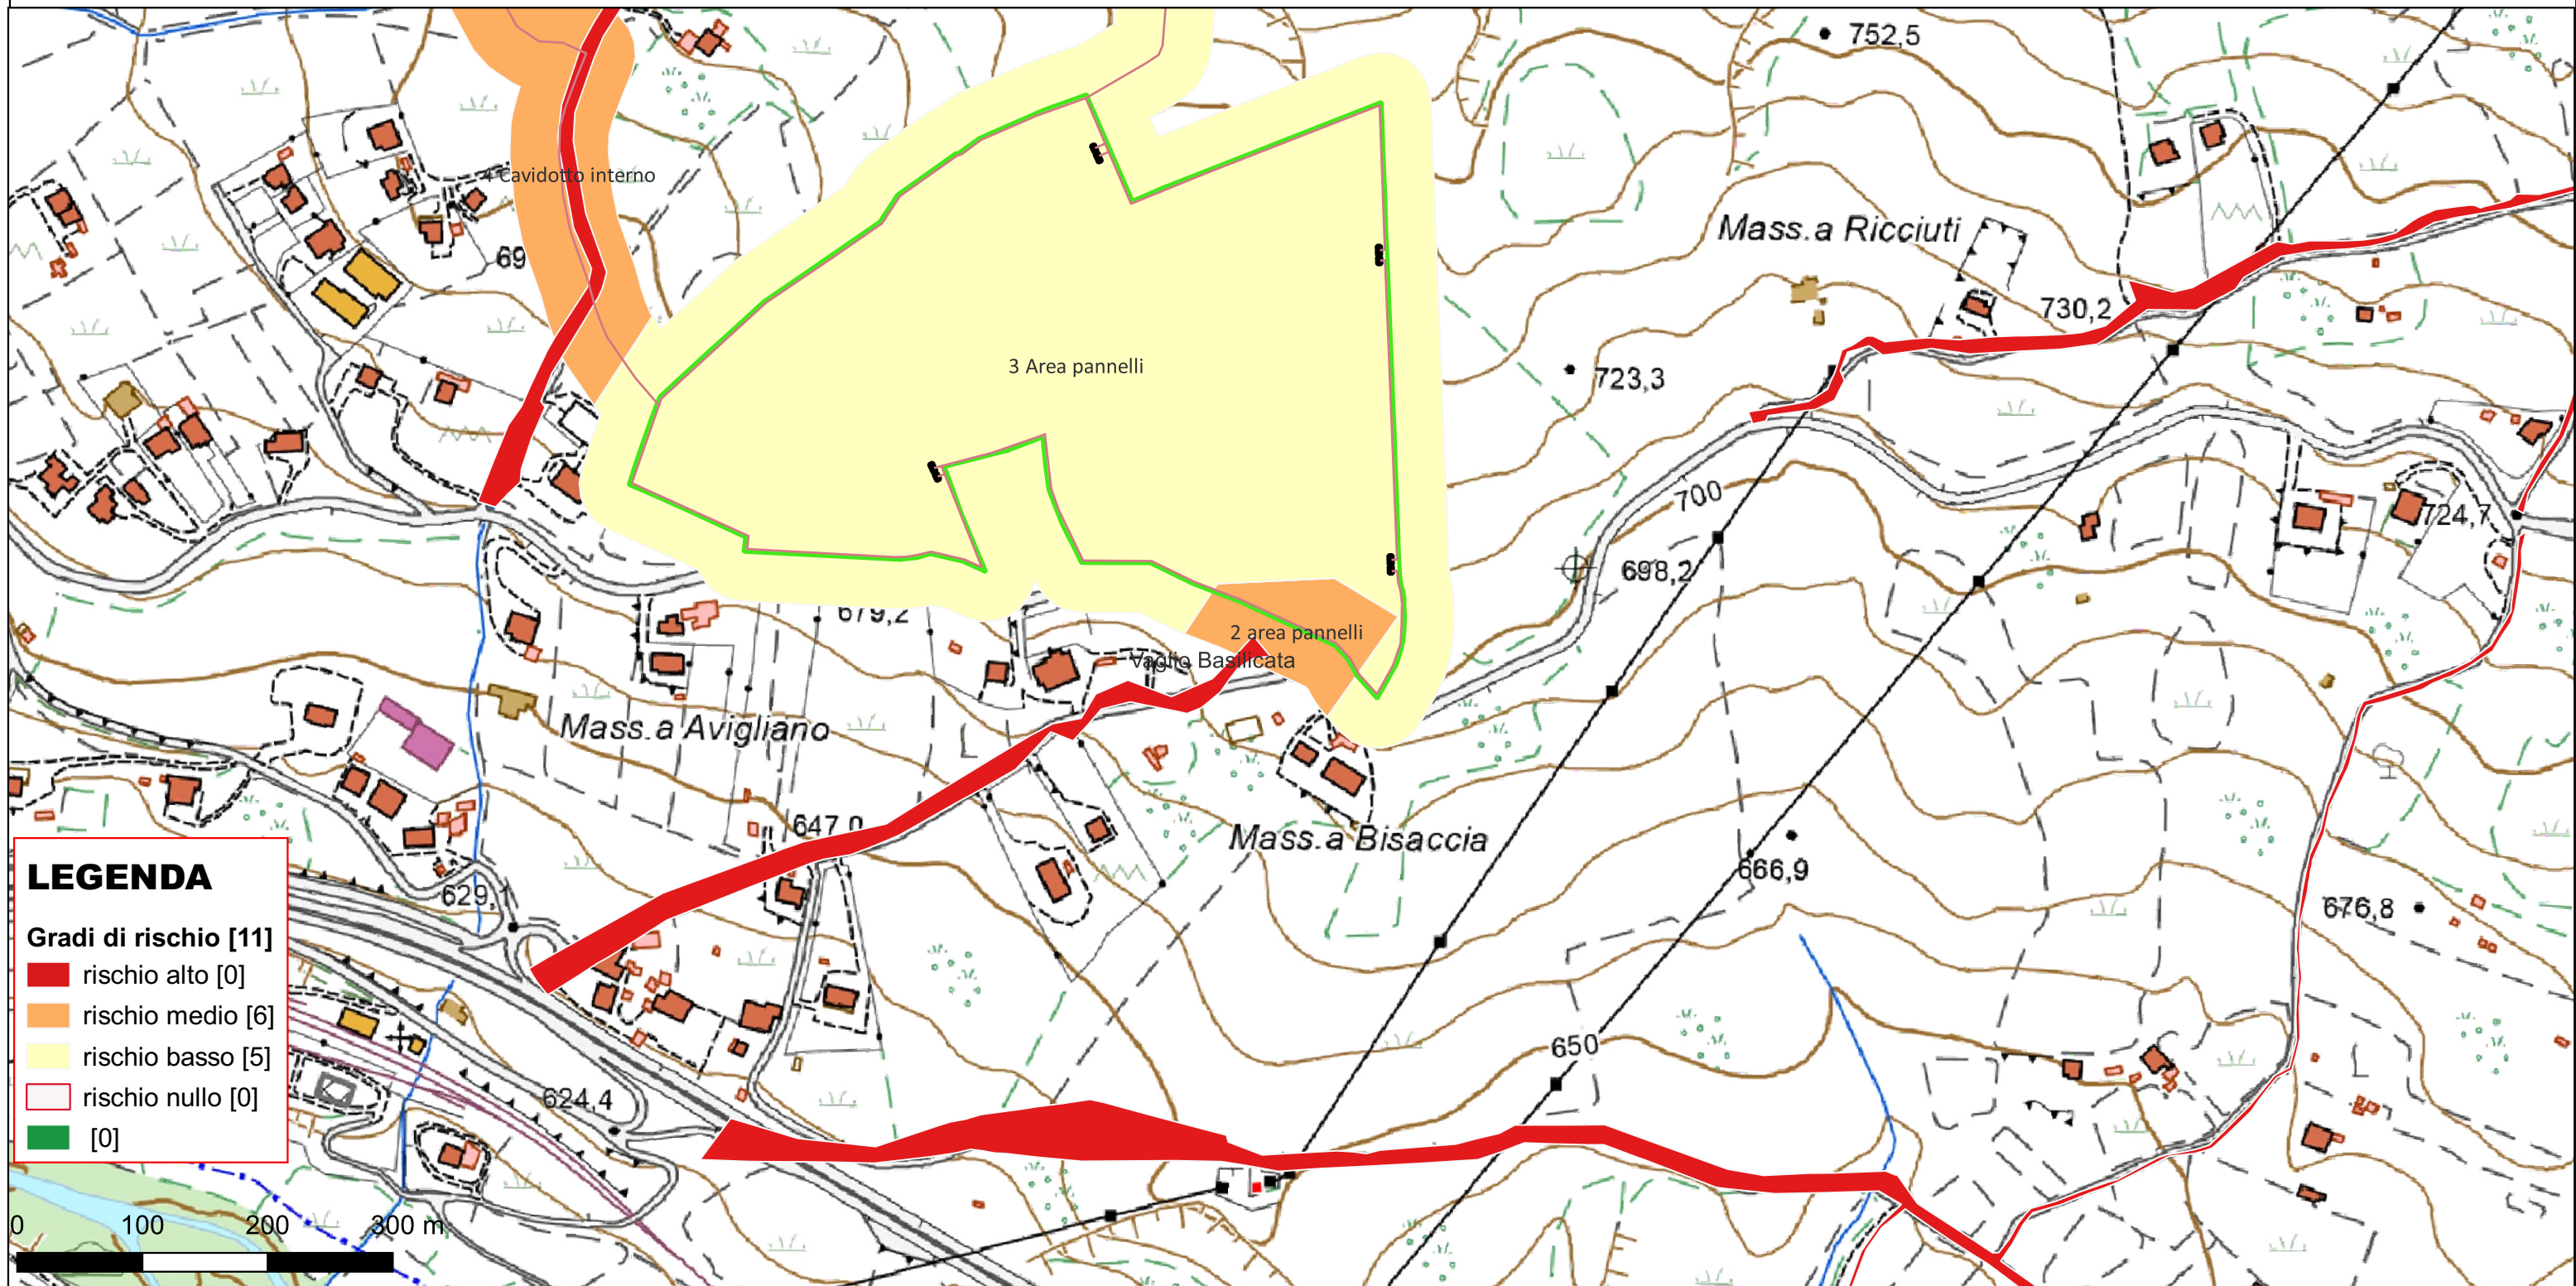 752,5
4 Cavidotto interno
Mass.a Ricciuti
69
730,2
3 Area pannelli
723,3
700
724,7
698,2
679,2
2 area pannelli
Vaglio Basilicata
Mass.a Avigliano
647,0
Mass.a Bisaccia
666,9
629,1
676,8
650
624,4
LEGENDA
Gradi di rischio [11]
rischio alto [0]
rischio medio [6]
rischio basso [5]
rischio nullo [0]
[0]
0 100 200 300 m